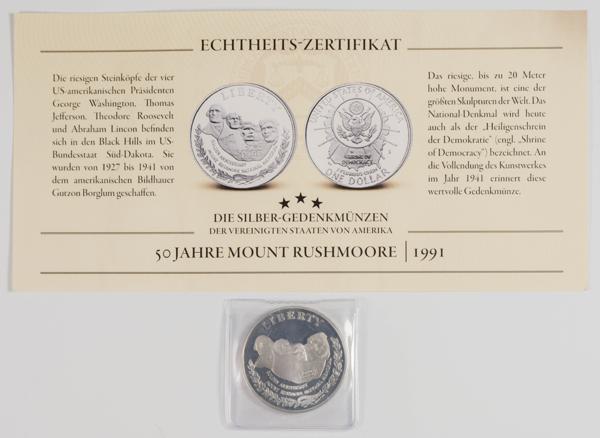 ECHTHEITS-ZERTIFIKAT
Die riesigen Steinköpfe der vier
US-amerikanischen Präsidenten
George Washington, Thomas
Jefferson, Theodore Roosevelt
und Abraham Lincon befinden
sich in den Black Hills im US-
Bundesstaat Süd-Dakota. Sie
wurden von 1927 bis 1941 von
dem amerikanischen Bildhauer
Gutzon Borglum geschaffen.
LIBERTY
UNITED STATES OF AMERICA
SHRINE OF
DEMOCRACY
E PLURIBUS UNUM
ONE DOLLAR
Das riesige, bis zu 20 Meter
hohe Monument, ist eine der
größten Skulpturen der Welt. Das
National-Denkmal wird heute
auch als der „Heiligenschrein
der Demokratie" (engl. „Shrine
of Democracy") bezeichnet. An
die Vollendung des Kunstwerkes
im Jahr 1941 erinnert diese
wertvolle Gedenkmünze.
DIE SILBER-GEDENKMÜNZEN
DER VEREINIGTEN STAATEN VON AMERIKA
50 JAHRE MOUNT RUSHMOORE | 1991
LIBERTY